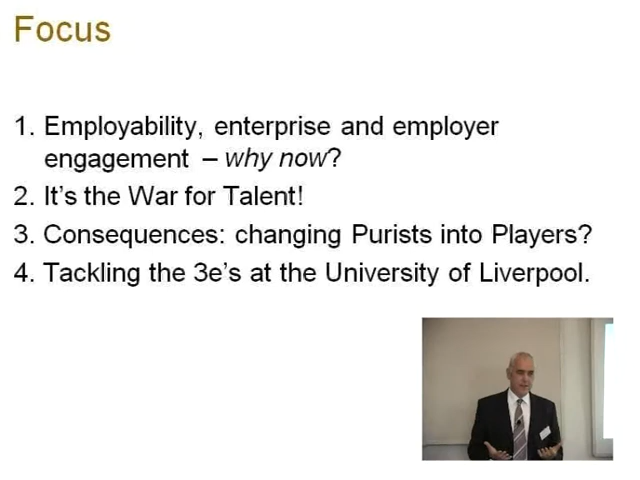 Focus
1. Employability, enterprise and employer
engagement – why now?
2. It's the War for Talent!
3. Consequences: changing Purists into Players?
4. Tackling the 3e's at the University of Liverpool.